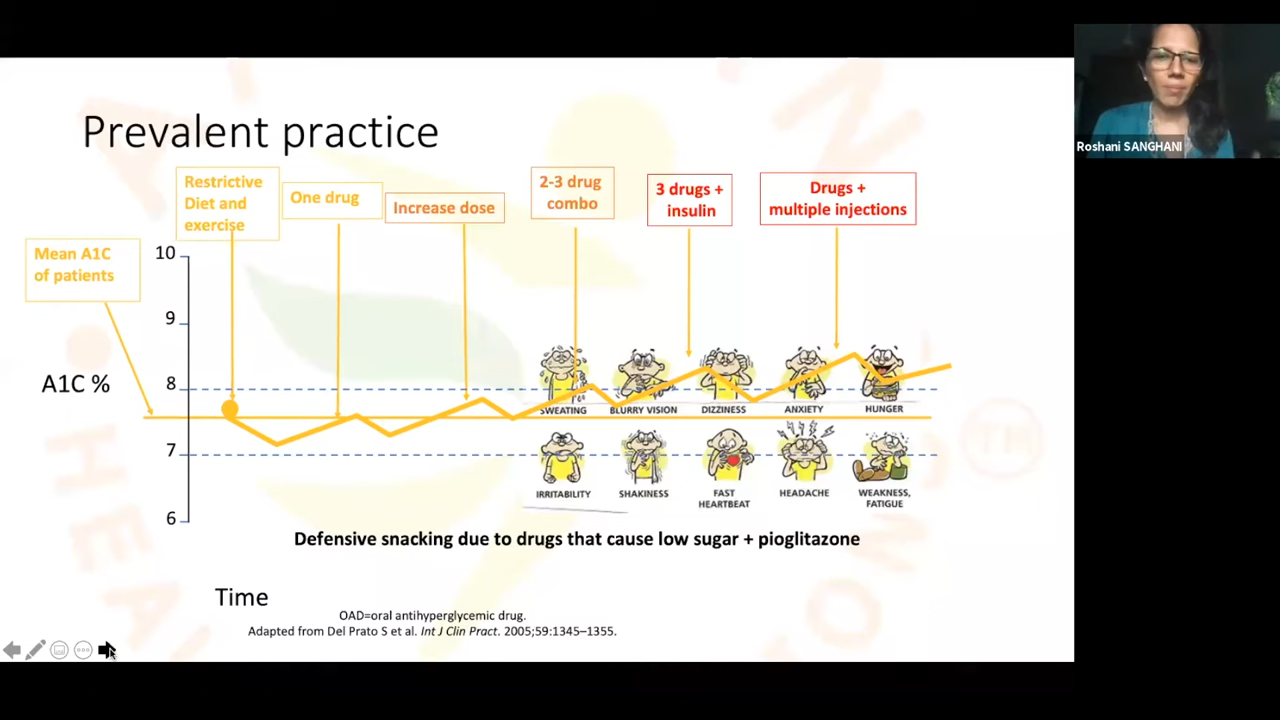 Roshani SANGHANI
Prevalent practice
Restrictive
Diet and
exercise
One drug
Increase dose
2-3 drug
combo
3 drugs +
insulin
Drugs +
multiple injections
Mean A1C
of patients
10
9
A1C %
8
7
6
SWEATING
BLURRY VISION
DIZZINESS
ANXIETY
HUNGER
IRRITABILITY
SHAKINESS
FAST
HEARTBEAT
HEADACHE
WEAKNESS,
FATIGUE
Defensive snacking due to drugs that cause low sugar + pioglitazone
Time
OAD=oral antihyperglycemic drug.
Adapted from Del Prato S et al. Int J Clin Pract. 2005;59:1345–1355.
TM